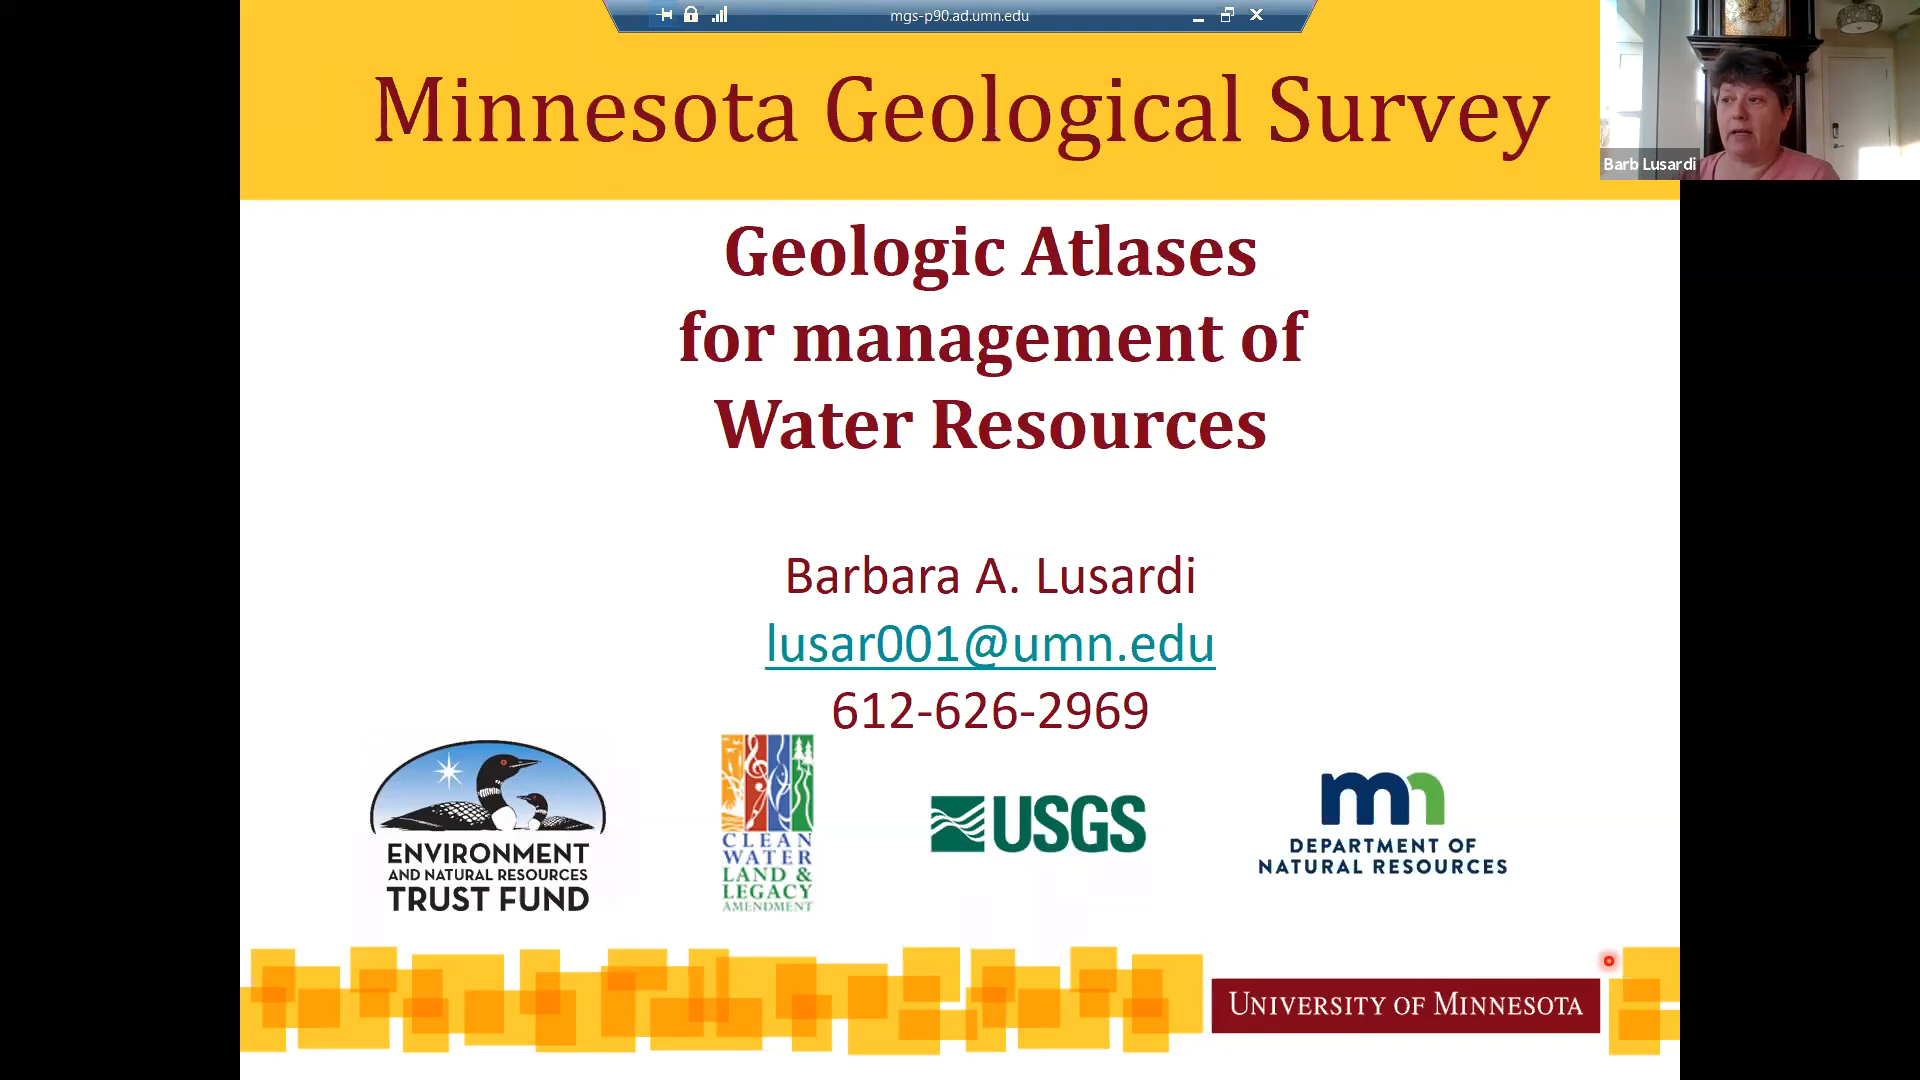 mgs-p90.ad.umn.edu
Minnesota Geological Survey
Barb Lusardi
Geologic Atlases
for management of
Water Resources
Barbara A. Lusardi
lusar001@umn.edu
612-626-2969
ENVIRONMENT
AND NATURAL RESOURCES
TRUST FUND
CLEAN
WATER
LAND &
LEGACY
AMENDMENT
USGS
mn
DEPARTMENT OF
NATURAL RESOURCES
UNIVERSITY OF MINNESOTA